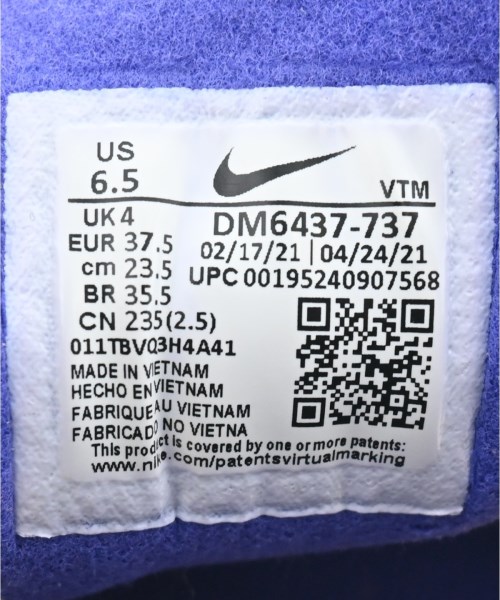 US
6.5
VTM
UK 4
EUR 37.5
cm 23.5
BR 35.5
CN 235(2.5)
DM6437-737
02/17/21 | 04/24/21
UPC 00195240907568
011TBVQ3H4A41
MADE IN VIETNAM
HECHO EN VIETNAM
FABRIQUE AU VIETNAM
FABRICADO NO VIETNA
This product is covered by one or more patents:
www.nike.com/patentsvirtualmarking